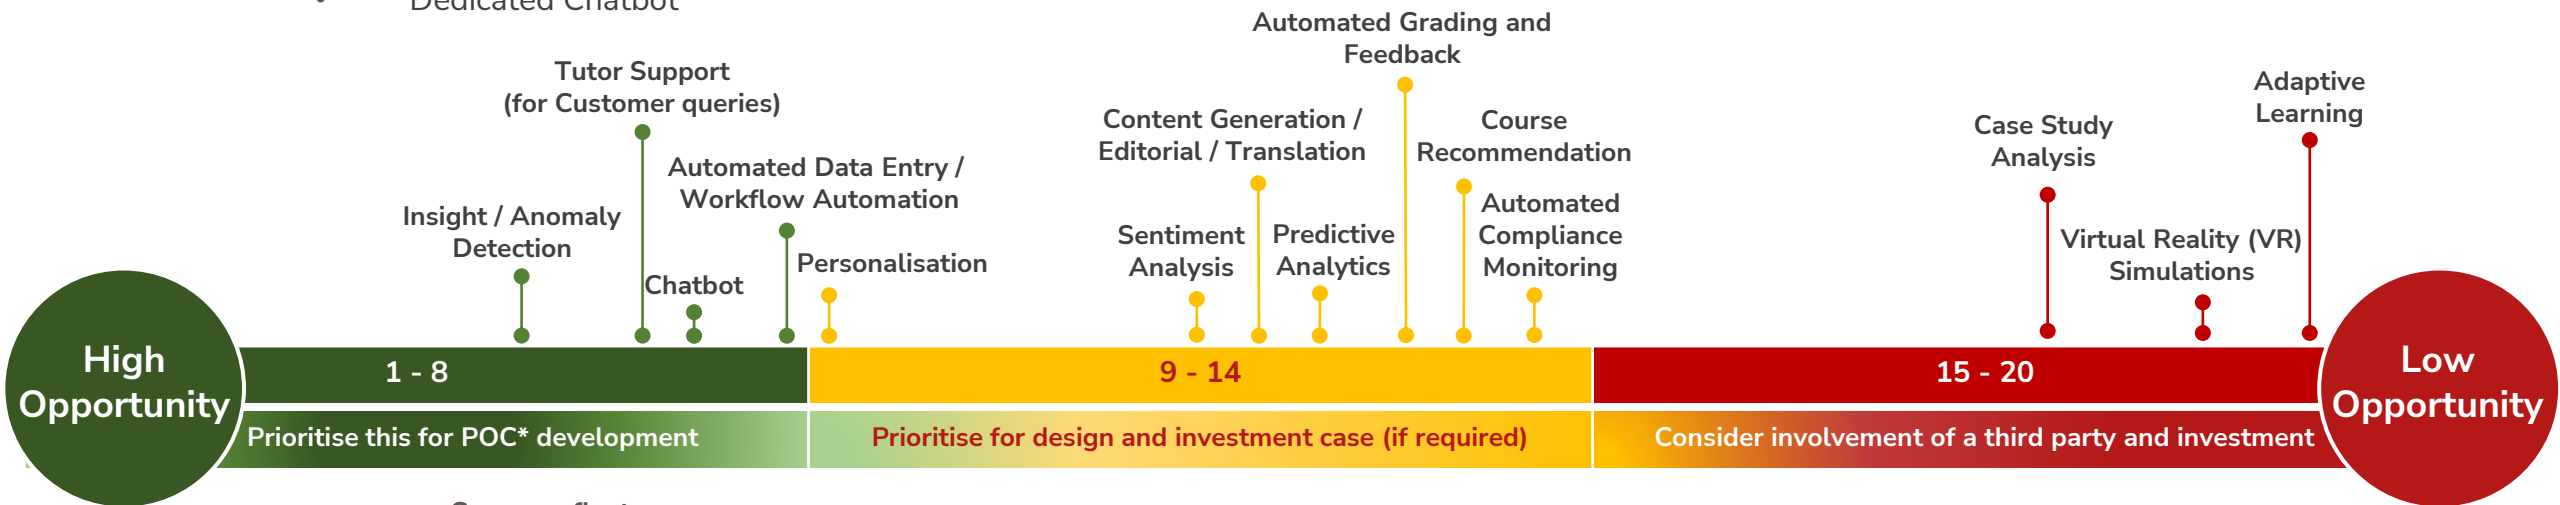 Dedicated Chatbot
Automated Grading and
Feedback
Tutor Support
(for Customer queries)
Adaptive
Learning
Content Generation /
Editorial / Translation
Course
Recommendation
Case Study
Analysis
Automated Data Entry /
Workflow Automation
Insight / Anomaly
Detection
Automated
Compliance
Monitoring
Sentiment
Analysis
Predictive
Analytics
Virtual Reality (VR)
Simulations
Personalisation
Chatbot
High
Opportunity
1 - 8
9 - 14
15 - 20
Low
Opportunity
Prioritise this for POC* development
Prioritise for design and investment case (if required)
Consider involvement of a third party and investment